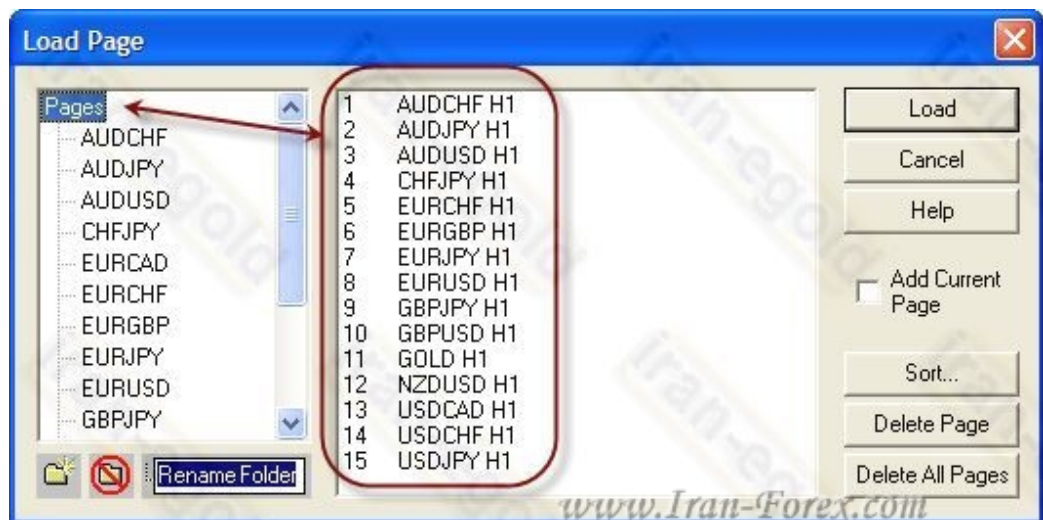 Load Page
Pages
AUDCHF
AUDJPY
AUDUSD
CHFJPY
EURCAD
EURCHF
EURGBP
EURJPY
EURUSD
GBPJPY
Rename Folder
1 AUDCHF H1
2 AUDJPY H1
3 AUDUSD H1
4 CHFJPY H1
5 EURCHF H1
6 EURGBP H1
7 EURJPY H1
8 EURUSD H1
9 GBPJPY H1
10 GBPUSD H1
11 GOLD H1
12 NZDUSD H1
13 USDCAD H1
14 USDCHF H1
15 USDJPY H1
Load
Cancel
Help
Add Current
Page
Sort...
Delete Page
Delete All Pages
www.Iran-Forex.com
iran-egold